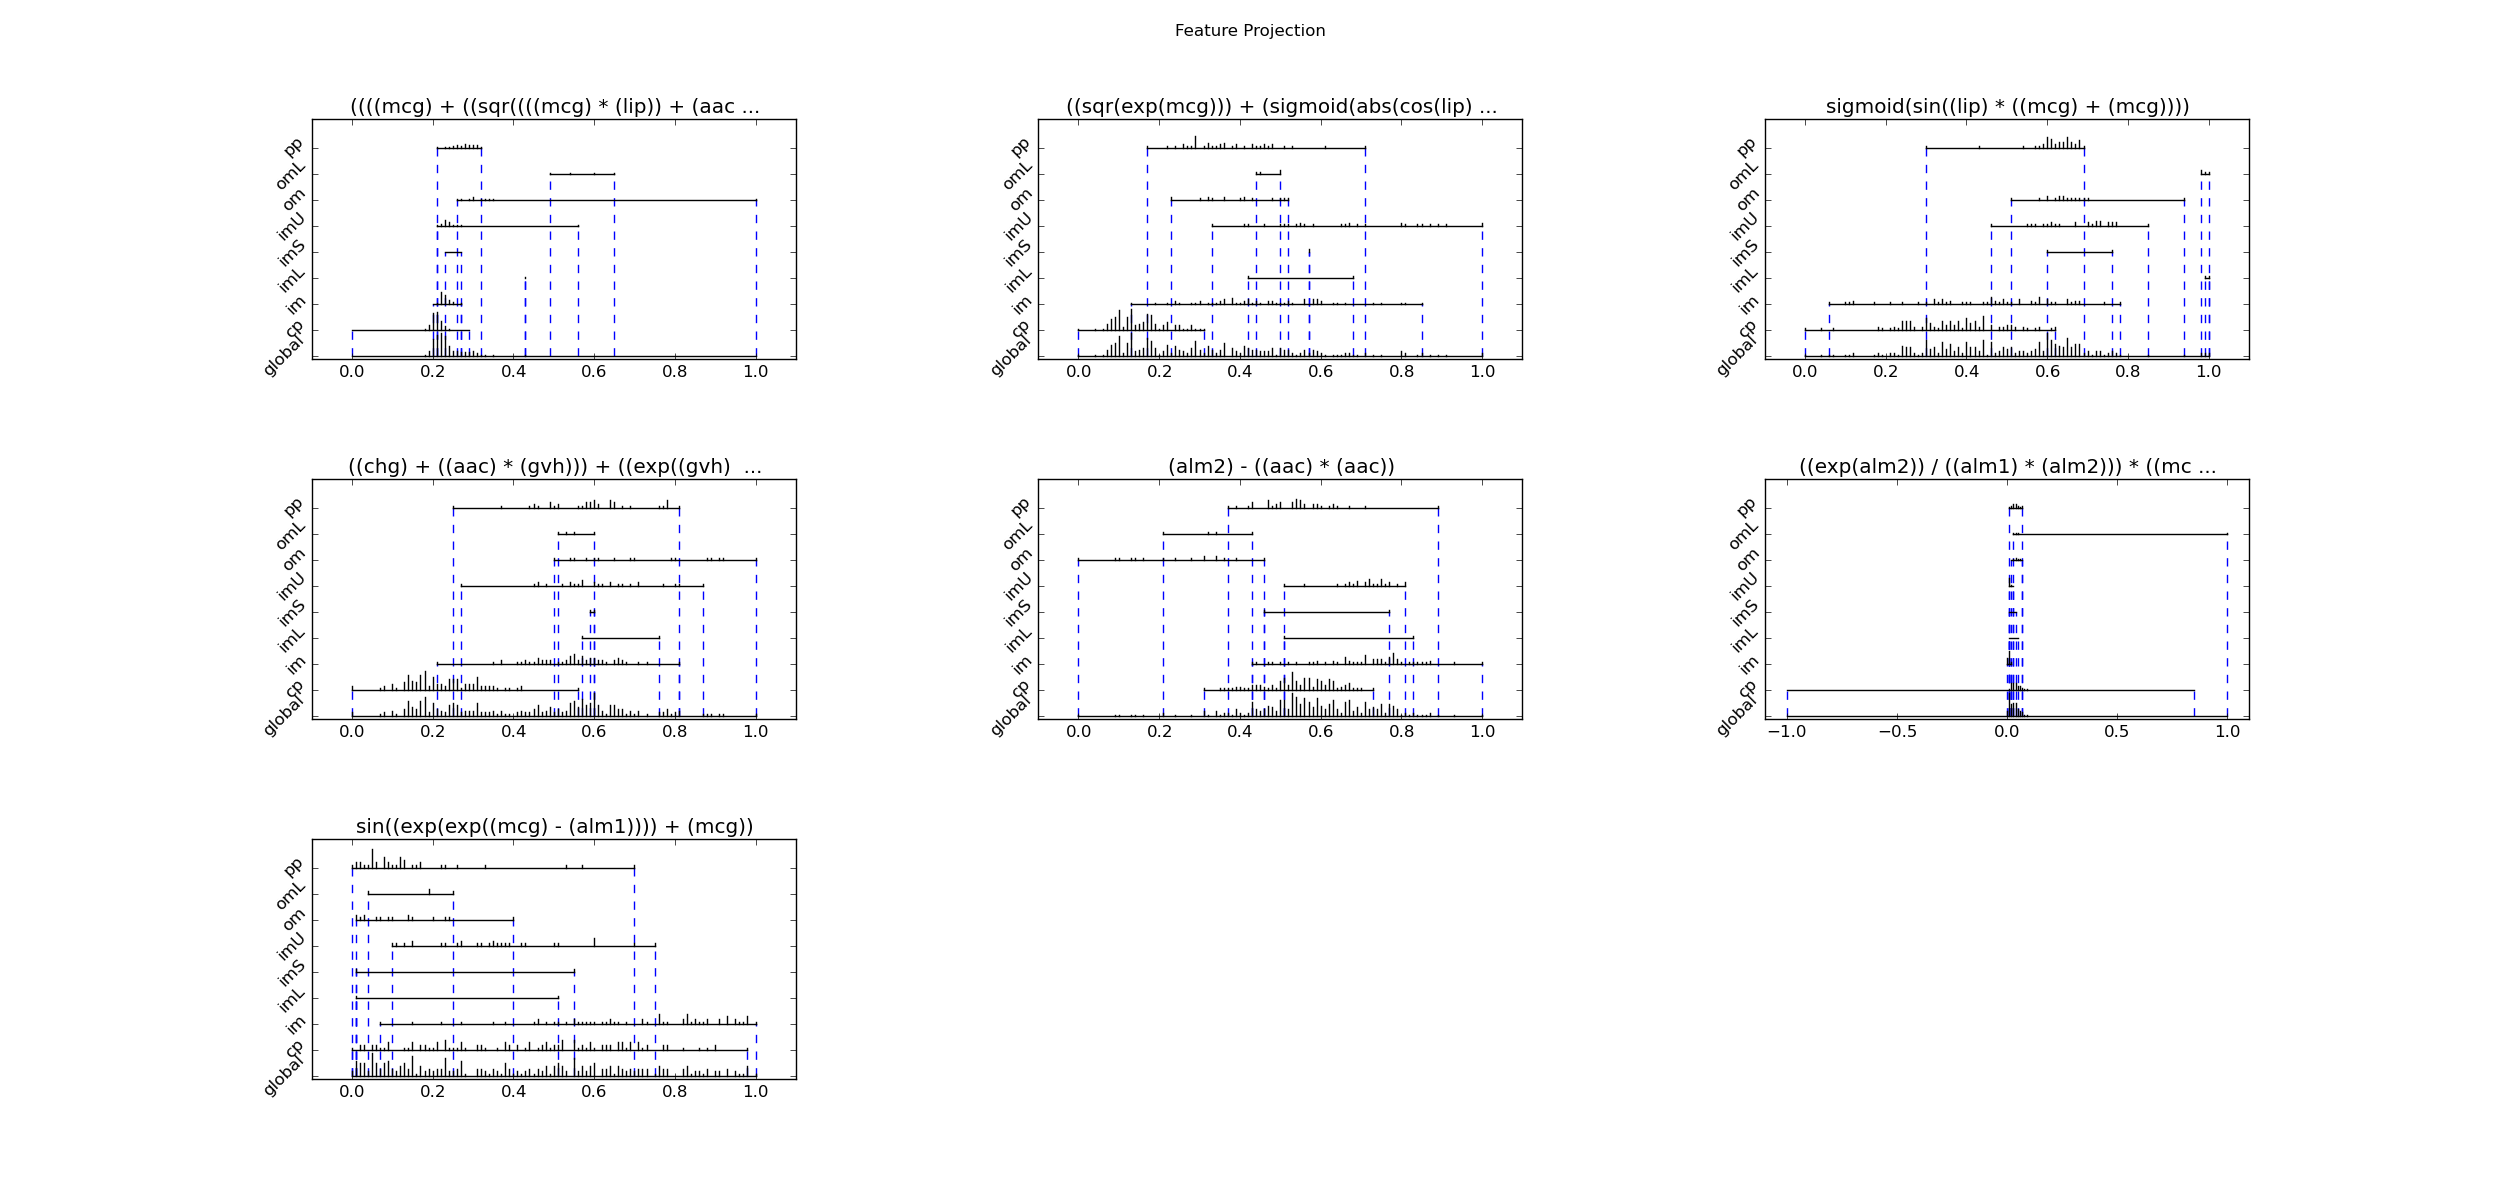 Feature Projection
((((mcg) + ((sqr((((mcg) * (lip)) + (aac ...
pp
omL
om
imU
imS
imL
im
cp
global
0.0 0.2 0.4 0.6 0.8 1.0
((sqr(exp(mcg))) + (sigmoid(abs(cos(lip) ...
pp
omL
om
imU
imS
imL
im
cp
global
0.0 0.2 0.4 0.6 0.8 1.0
sigmoid(sin((lip) * ((mcg) + (mcg))))
pp
omL
om
imU
imS
imL
im
cp
global
0.0 0.2 0.4 0.6 0.8 1.0
((chg) + ((aac) * (gvh))) + ((exp((gvh) ...
pp
omL
om
imU
imS
imL
im
cp
global
0.0 0.2 0.4 0.6 0.8 1.0
(alm2) - ((aac) * (aac))
pp
omL
om
imU
imS
imL
im
cp
global
0.0 0.2 0.4 0.6 0.8 1.0
((exp(alm2)) / ((alm1) * (alm2))) * ((mc ...
pp
omL
om
imU
imS
imL
im
cp
global
−1.0 −0.5 0.0 0.5 1.0
sin((exp(exp((mcg) - (alm1)))) + (mcg))
pp
omL
om
imU
imS
imL
im
cp
global
0.0 0.2 0.4 0.6 0.8 1.0